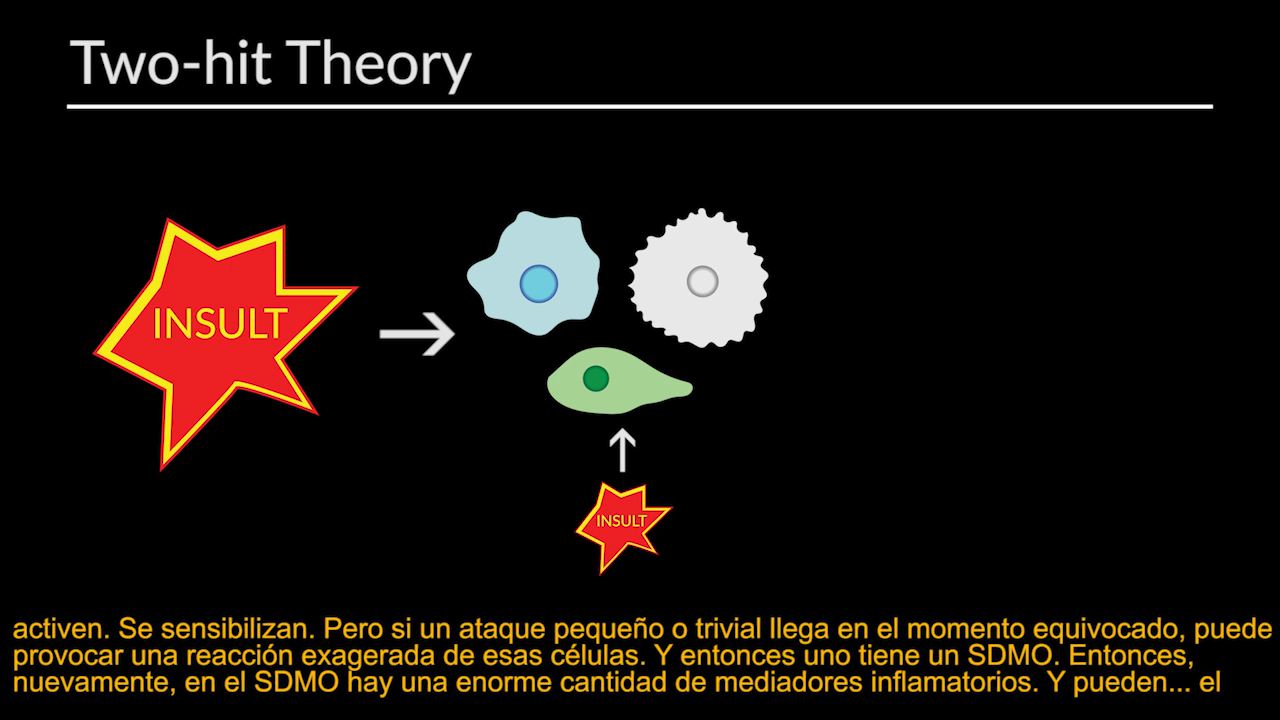 Two-hit Theory
INSULT
INSULT
activen. Se sensibilizan. Pero si un ataque pequeño o trivial llega en el momento equivocado, puede
provocar una reacción exagerada de esas células. Y entonces uno tiene un SDMO. Entonces,
nuevamente, en el SDMO hay una enorme cantidad de mediadores inflamatorios. Y pueden... el